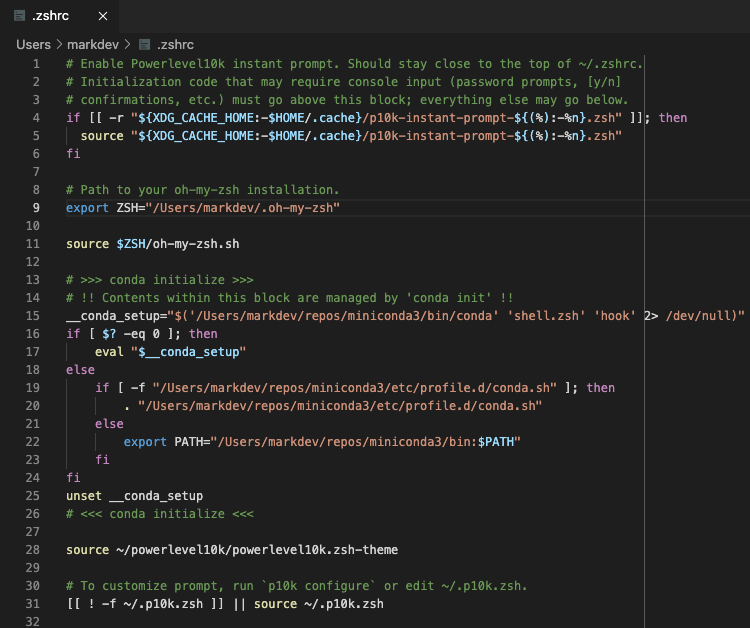 .zshrc ×
Users > markdev > .zshrc
1 # Enable Powerlevel10k instant prompt. Should stay close to the top of ~/.zshrc.
2 # Initialization code that may require console input (password prompts, [y/n]
3 # confirmations, etc.) must go above this block; everything else may go below.
4 if [[ -r "${XDG_CACHE_HOME:-$HOME/.cache}/p10k-instant-prompt-${(%):-%n}.zsh" ]]; then
5   source "${XDG_CACHE_HOME:-$HOME/.cache}/p10k-instant-prompt-${(%):-%n}.zsh"
6 fi
7
8 # Path to your oh-my-zsh installation.
9 export ZSH="/Users/markdev/.oh-my-zsh"
10
11 source $ZSH/oh-my-zsh.sh
12
13 # >>> conda initialize >>>
14 # !! Contents within this block are managed by 'conda init' !!
15 __conda_setup="$('/Users/markdev/repos/miniconda3/bin/conda' 'shell.zsh' 'hook' 2> /dev/null)"
16 if [ $? -eq 0 ]; then
17     eval "$__conda_setup"
18 else
19     if [ -f "/Users/markdev/repos/miniconda3/etc/profile.d/conda.sh" ]; then
20         . "/Users/markdev/repos/miniconda3/etc/profile.d/conda.sh"
21     else
22         export PATH="/Users/markdev/repos/miniconda3/bin:$PATH"
23     fi
24 fi
25 unset __conda_setup
26 # <<< conda initialize <<<
27
28 source ~/powerlevel10k/powerlevel10k.zsh-theme
29
30 # To customize prompt, run `p10k configure` or edit ~/.p10k.zsh.
31 [[ ! -f ~/.p10k.zsh ]] || source ~/.p10k.zsh
32